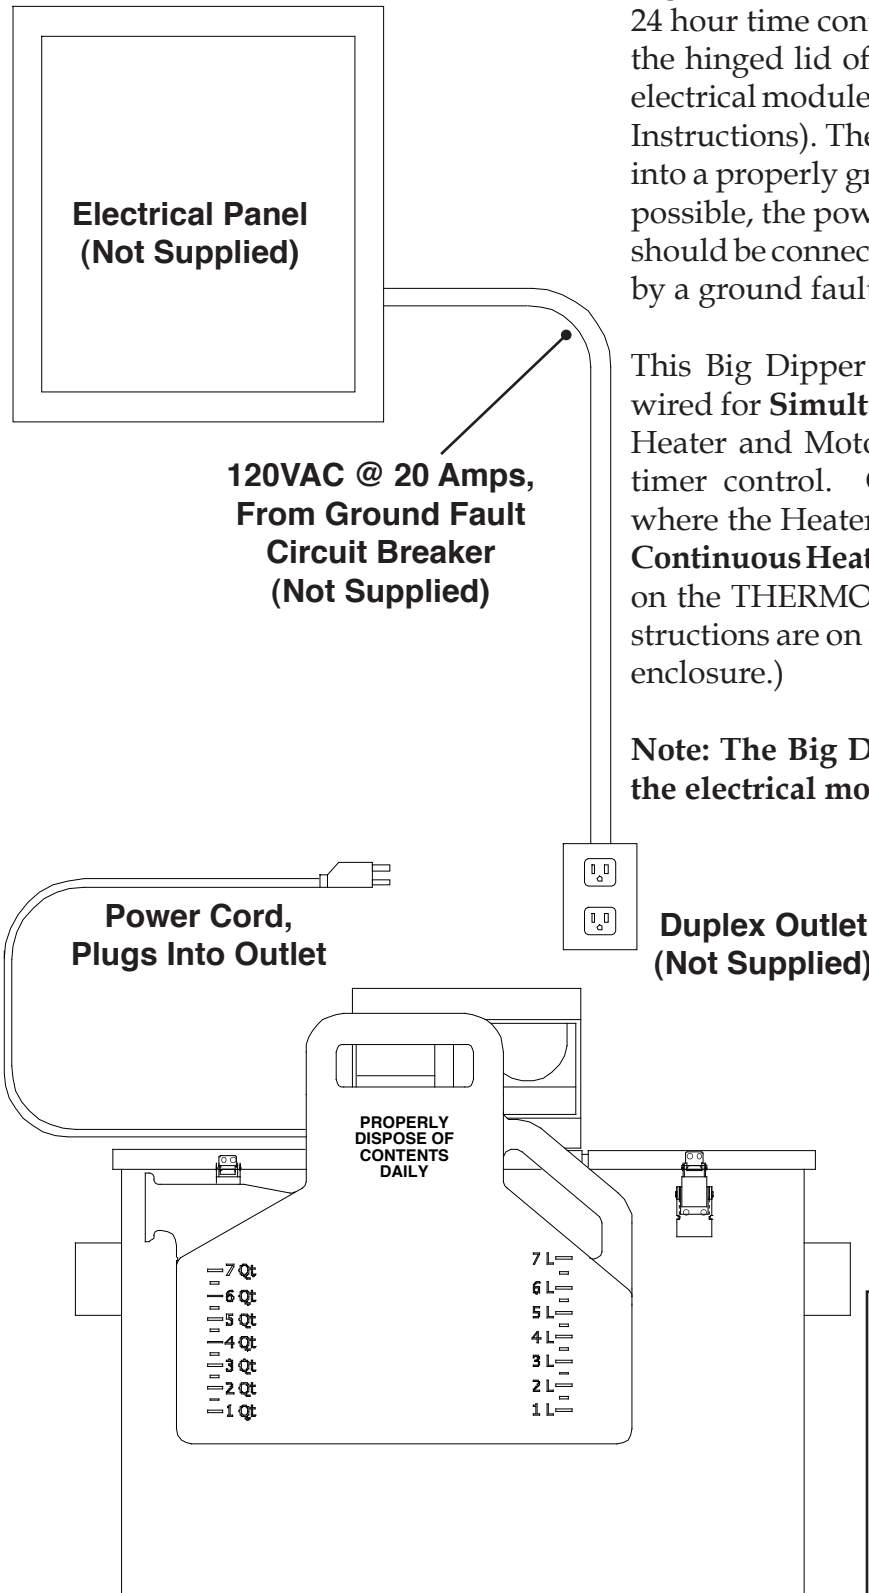 24 hour time con
the hinged lid of
electrical module
Instructions). The
into a properly gr
possible, the pow
should be connec
by a ground fault
This Big Dipper
wired for Simult
Heater and Moto
timer control.
where the Heater
Continuous Heat
on the THERMO
structions are on
enclosure.)
Note: The Big D
the electrical mo
Electrical Panel
(Not Supplied)
120VAC @ 20 Amps,
From Ground Fault
Circuit Breaker
(Not Supplied)
Power Cord,
Plugs Into Outlet
Duplex Outlet
(Not Supplied)
PROPERLY
DISPOSE OF
CONTENTS
DAILY
7 Qt
6 Qt
5 Qt
4 Qt
3 Qt
2 Qt
1 Qt
7 L
6 L
5 L
4 L
3 L
2 L
1 L